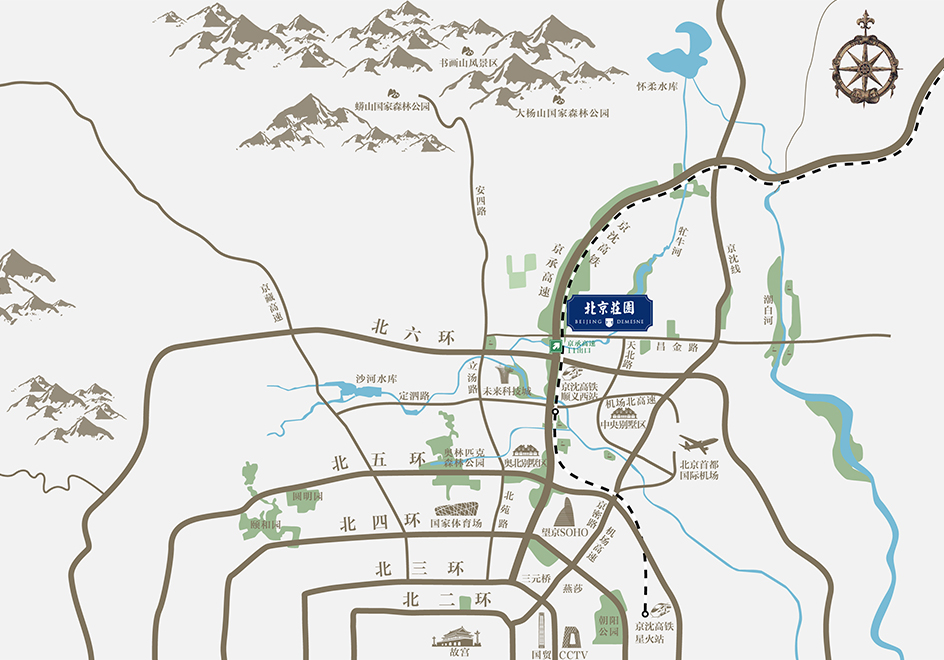 书画山风景区
怀柔水库
蟒山国家森林公园
大杨山国家森林公园
安四路
京沈高铁
牤牛河
京承高速
京沈线
京藏高速
潮白河
北京莊園
BEIJING DEMESNE
北六环
京承高速
天北路
昌金路
立汤路
沙河水库
定泗路
未来科技城
京沈高铁
顺义西站
机场北高速
中央别墅区
奥林匹克
森林公园
奥北别墅区
北五环
北京首都
国际机场
圆明园
颐和园
北苑路
国家体育场
北四环
望京SOHO
京密路
机场高速
北三环
三元桥
燕莎
北二环
朝阳
公园
京沈高铁
星火站
故宫
国贸
CCTV